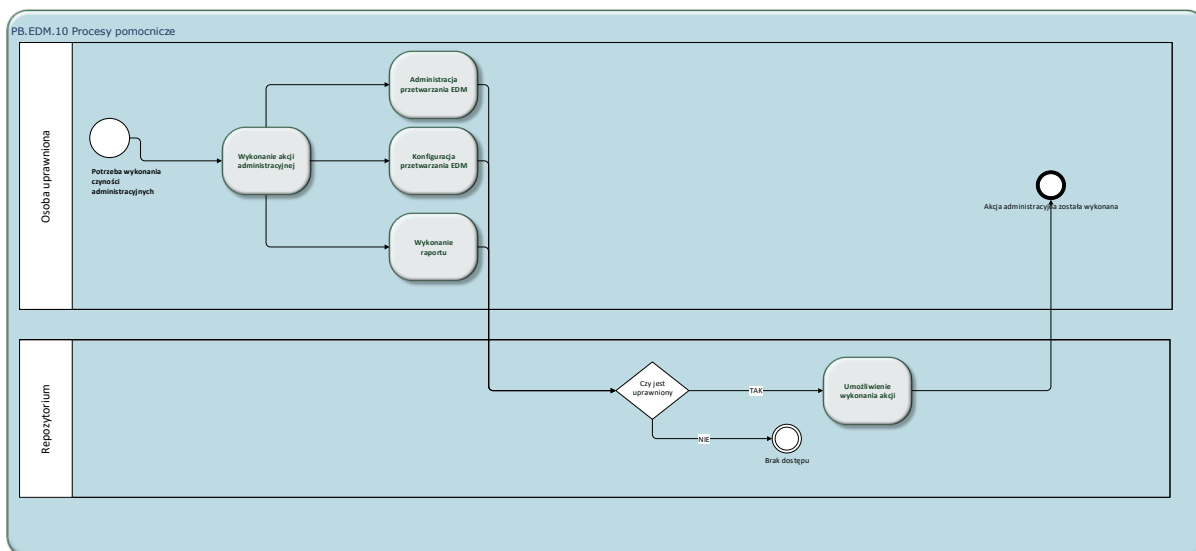 PB.EDM.10 Procesy pomocnicze
Osoba uprawniona
Potrzeba wykonania
czyności
administracyjnych
Wykonanie akcji
administracyjnej
Administracja
przetwarzania EDM
Konfiguracja
przetwarzania EDM
Wykonanie
raportu
Akcja administracyjna została wykonana
Repozytorium
Czy jest
uprawniony
TAK
Umożliwienie
wykonania akcji
NIE
Brak dostępu